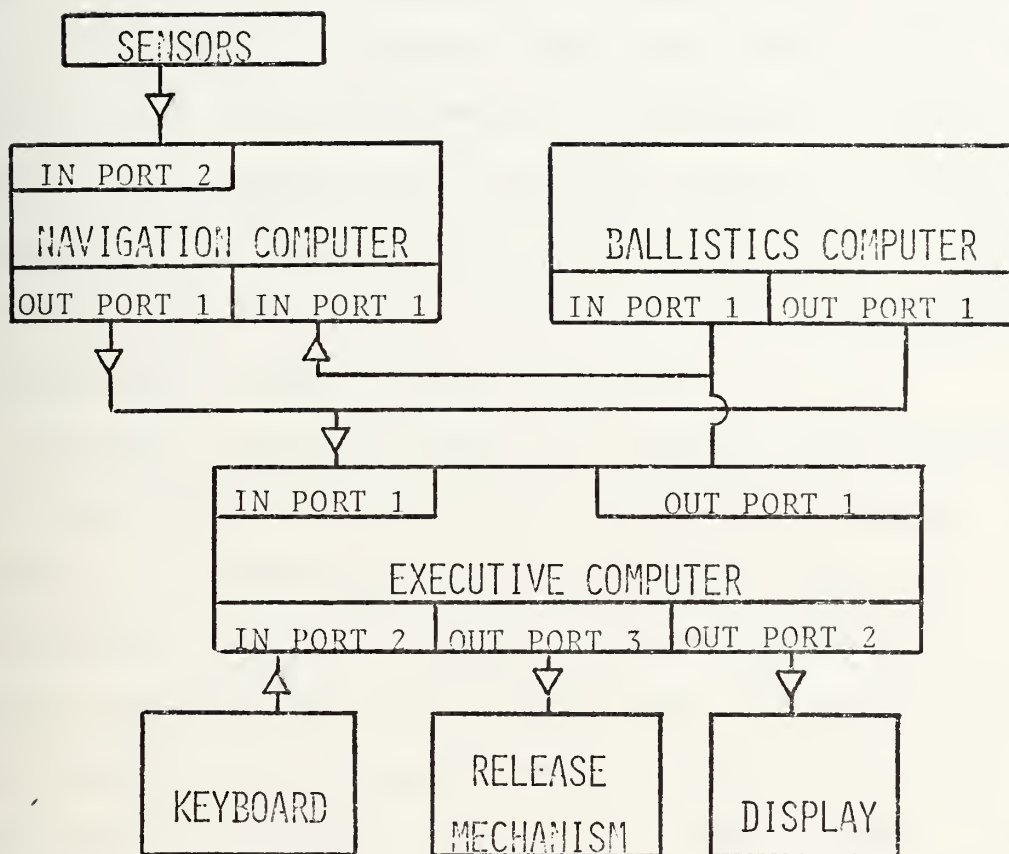 SENSORS
IN PORT 2
NAVIGATION COMPUTER
OUT PORT 1
IN PORT 1
BALLISTICS COMPUTER
IN PORT 1
OUT PORT 1
IN PORT 1
OUT PORT 1
EXECUTIVE COMPUTER
IN PORT 2
OUT PORT 3
OUT PORT 2
KEYBOARD
RELEASE
MECHANISM
DISPLAY